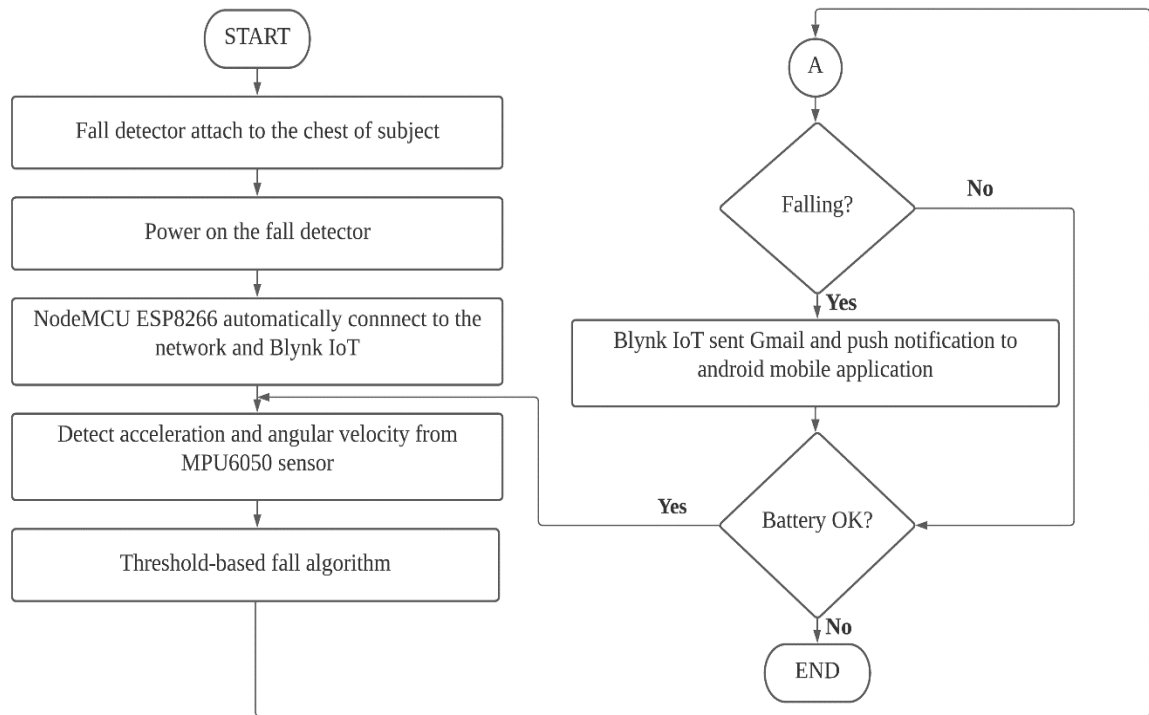 START
Fall detector attach to the chest of subject
Power on the fall detector
NodeMCU ESP8266 automatically connnect to the
network and Blynk IoT
Detect acceleration and angular velocity from
MPU6050 sensor
Threshold-based fall algorithm
A
Falling?
No
Yes
Blynk IoT sent Gmail and push notification to
android mobile application
Battery OK?
Yes
No
END